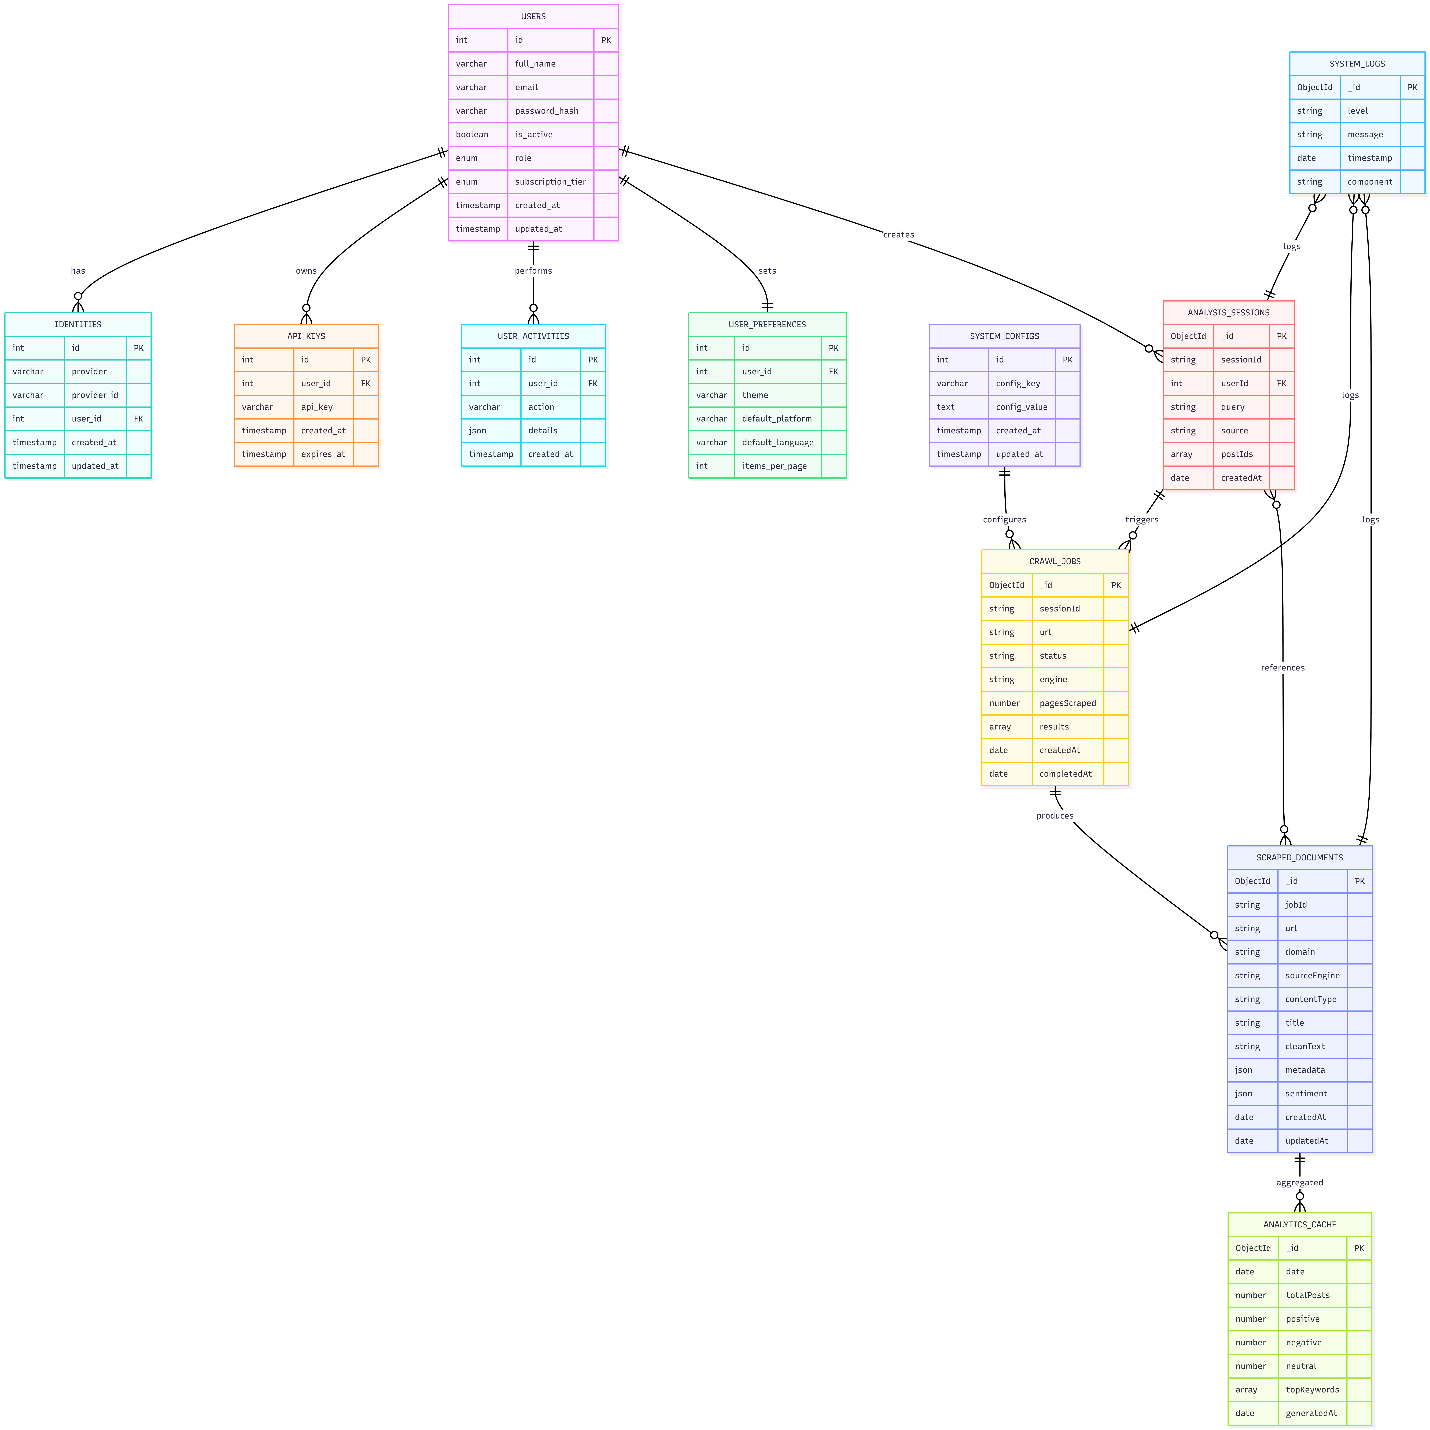 USERS
int id PK
varchar full_name
varchar email
varchar password_hash
boolean is_active
enum role
enum subscription_tier
timestamp created_at
timestamp updated_at
SYSTEM_LOGS
ObjectId _id PK
string level
string message
date timestamp
string component
has
owns
performs
sets
creates
logs
logs
logs
IDENTITIES
int id PK
varchar provider
varchar provider_id
int user_id FK
timestamp created_at
timestamp updated_at
API_KEYS
int id PK
int user_id FK
varchar api_key
timestamp created_at
timestamp expires_at
USER_ACTIVITIES
int id PK
int user_id FK
varchar action
json details
timestamp created_at
USER_PREFERENCES
int id PK
int user_id FK
varchar theme
varchar default_platform
varchar default_language
int items_per_page
SYSTEM_CONFIGS
int id PK
varchar config_key
text config_value
timestamp created_at
timestamp updated_at
ANALYSIS_SESSIONS
ObjectId _id PK
string sessionId
int userId FK
string query
string source
array postIds
date createdAt
configures
triggers
references
CRAWL_JOBS
ObjectId _id PK
string sessionId
string url
string status
string engine
number pagesScraped
array results
date createdAt
date completedAt
produces
SCRAPED_DOCUMENTS
ObjectId _id PK
string jobId
string url
string domain
string sourceEngine
string contentType
string title
string cleanText
json metadata
json sentiment
date createdAt
date updatedAt
aggregated
ANALYTICS_CACHE
ObjectId _id PK
date date
number totalPosts
number positive
number negative
number neutral
array topKeywords
date generatedAt